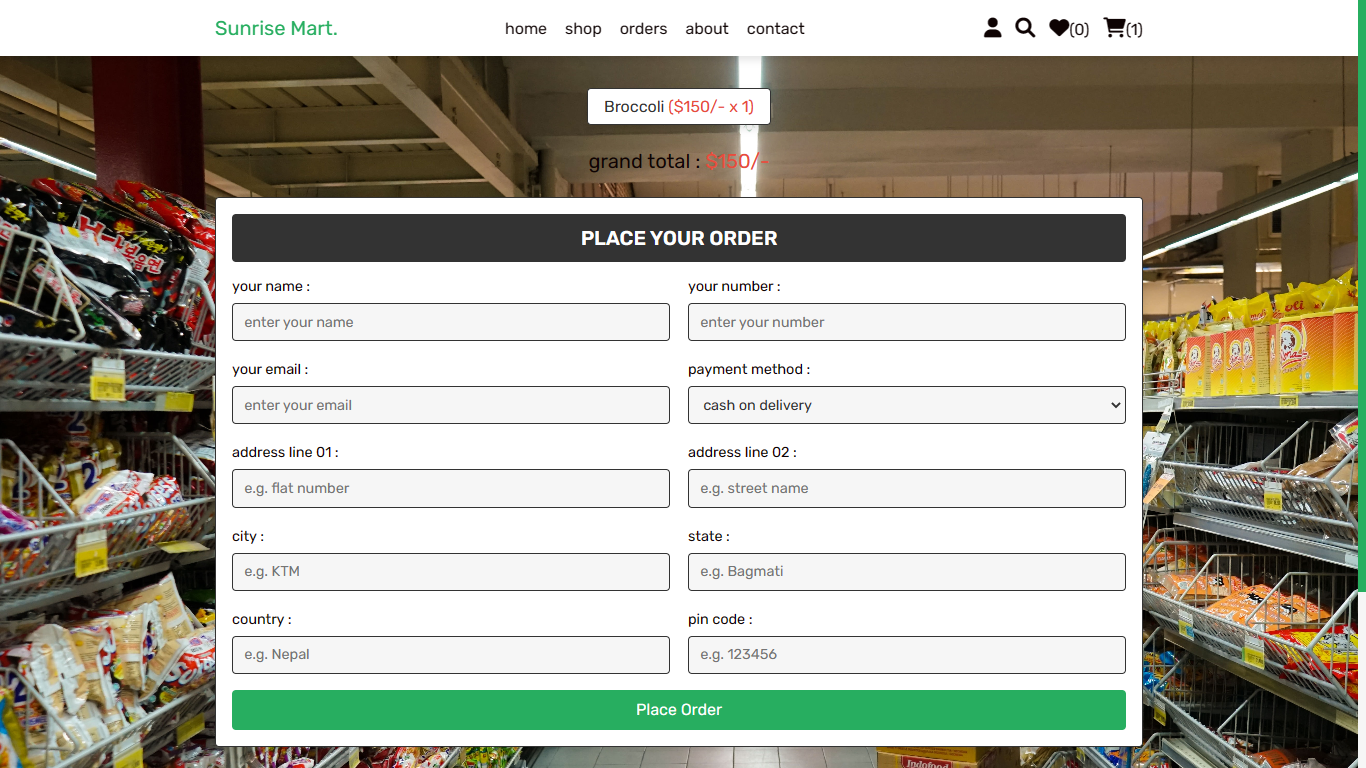 Sunrise Mart. home shop orders about contact (0) (1)
Broccoli ($150/- x 1)
grand total : $150/-
PLACE YOUR ORDER
your name : your number :
enter your name enter your number
your email : payment method :
enter your email cash on delivery
address line 01 : address line 02 :
e.g. flat number e.g. street name
city : state :
e.g. KTM e.g. Bagmati
country : pin code :
e.g. Nepal e.g. 123456
Place Order
Indofood